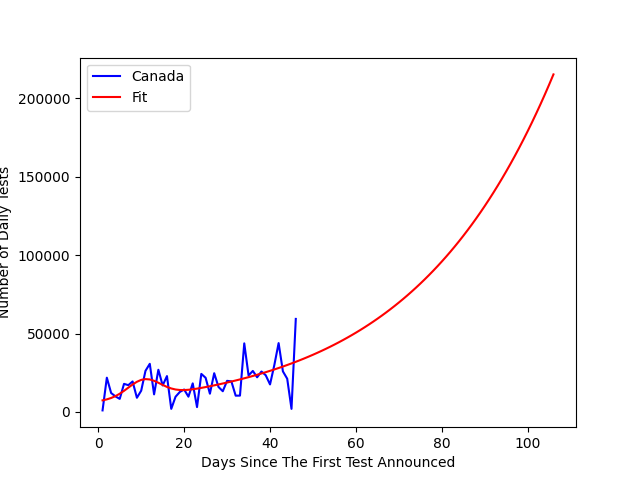 Canada
Fit
Number of Daily Tests
200000
150000
100000
50000
0
0 20 40 60 80 100
Days Since The First Test Announced